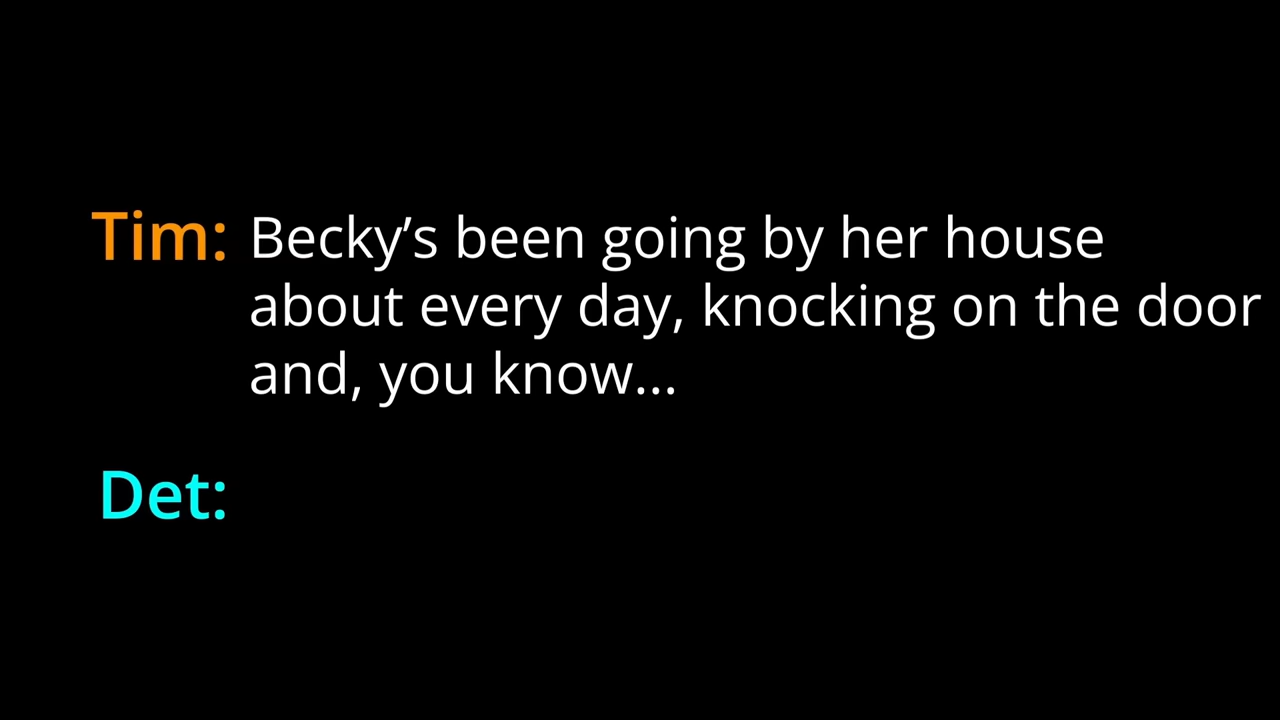 Tim: Becky’s been going by her house
about every day, knocking on the door
and, you know...
Det: